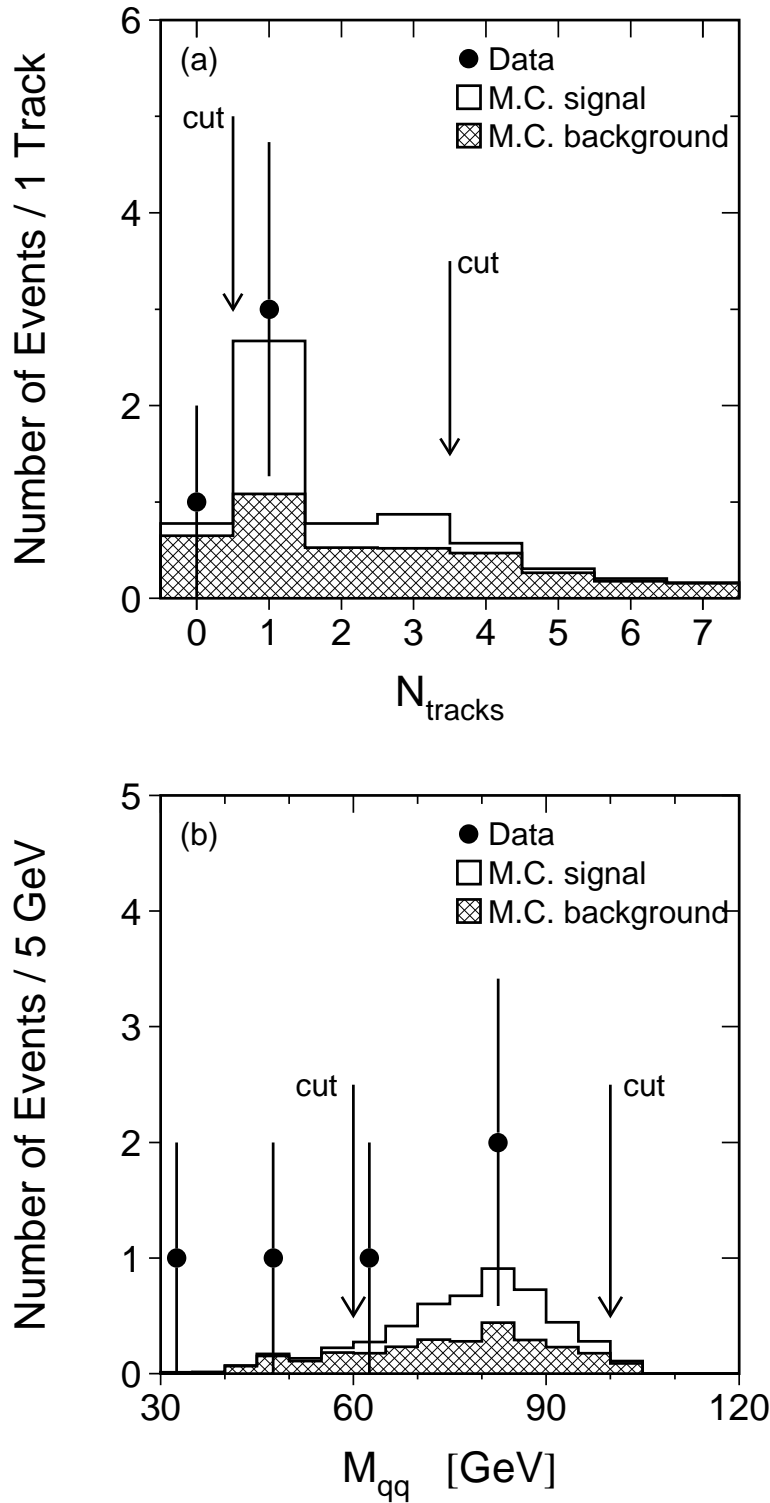 (a)
Data
M.C. signal
M.C. background
cut
cut
6
4
2
0
0 1 2 3 4 5 6 7
Number of Events / 1 Track
N_tracks
(b)
Data
M.C. signal
M.C. background
cut
cut
5
4
3
2
1
0
30 60 90 120
Number of Events / 5 GeV
M_qq [GeV]